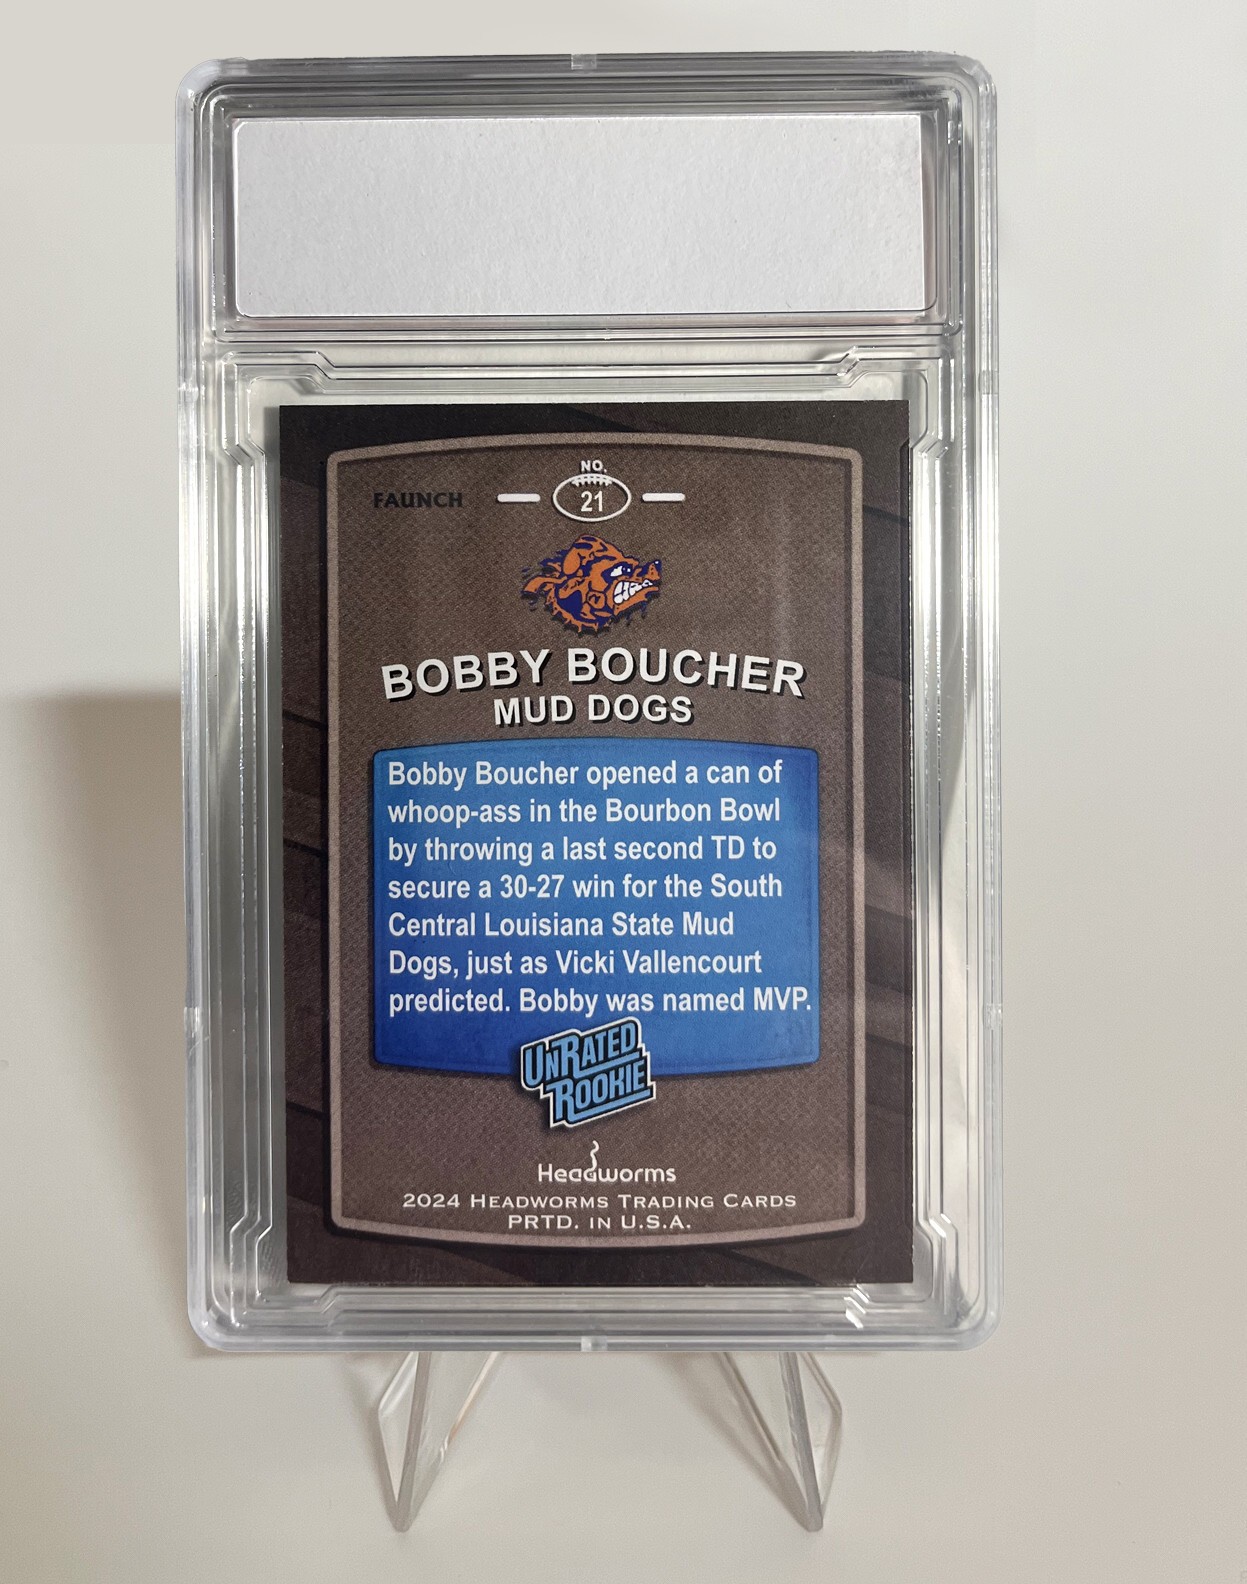 NO.
FAUNCH
21
BOBBY BOUCHER
MUD DOGS
Bobby Boucher opened a can of
whoop-ass in the Bourbon Bowl
by throwing a last second TD to
secure a 30-27 win for the South
Central Louisiana State Mud
Dogs, just as Vicki Vallencourt
predicted. Bobby was named MVP.
UNRATED
ROOKIE
Headworms
2024 HEADWORMS TRADING CARDS
PRTD. IN U.S.A.